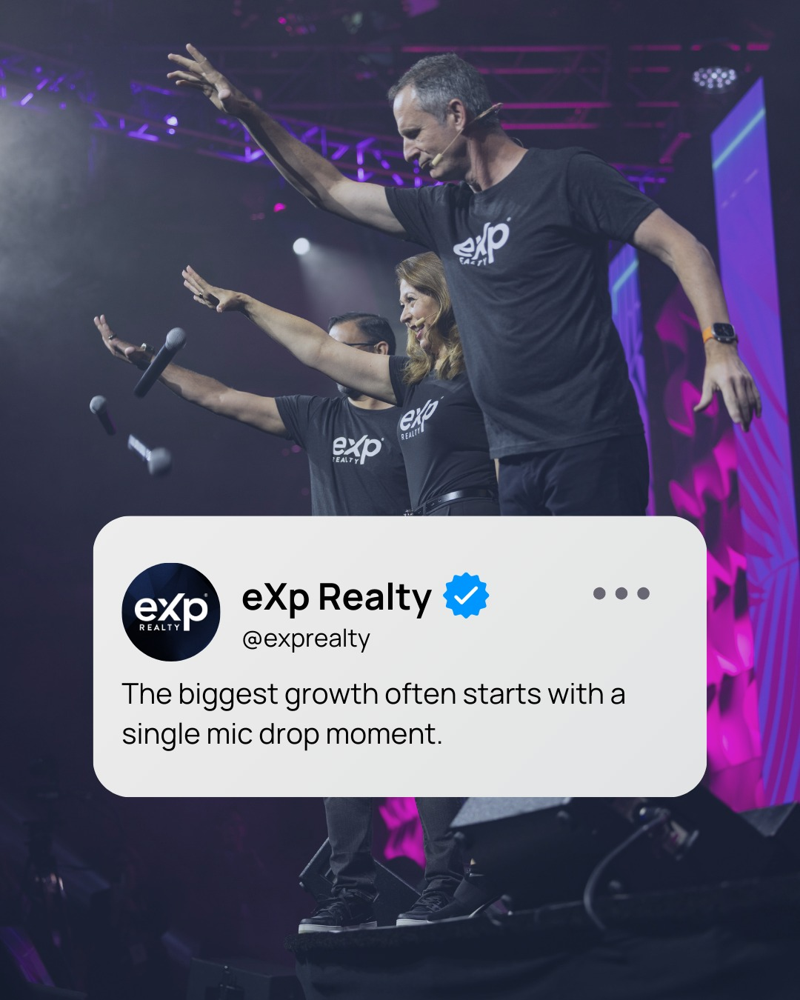 eXp
REALTY
eXp
REALTY
eXp
REALTY
eXp
REALTY
eXp Realty
@exprealty
The biggest growth often starts with a
single mic drop moment.